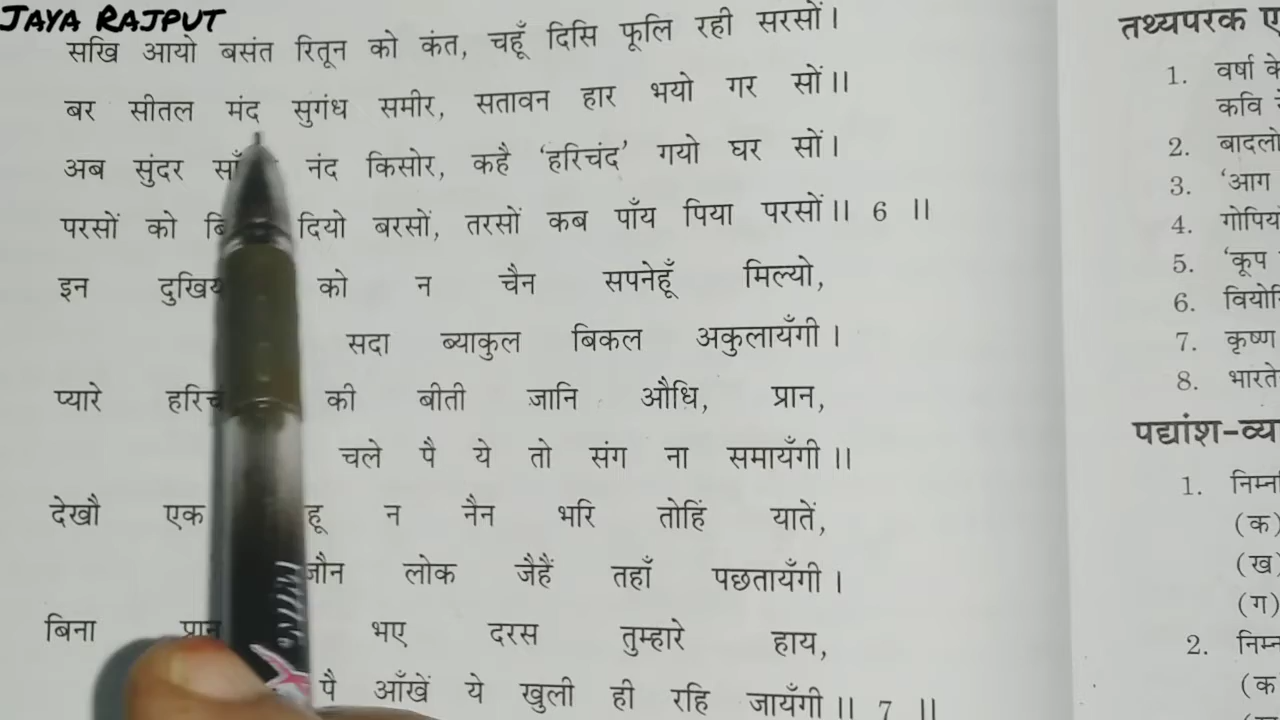 JAYA RAJPUT
सखि आयो बसंत रितून को कंत, चहूँ दिसि फूलि रही सरसों।
बर सीतल मंद सुगंध समीर, सतावन हार भयो गर सों।।
अब सुंदर नंद किसोर, कहै ‘हरिचंद’ गयो घर सों।
परसों को दियो बरसों, तरसों कब पाँय पिया परसों।। 6 ।।
इन को न चैन सपनेहूँ मिल्यो,
सदा ब्याकुल बिकल अकुलायँगी।
प्यारे की बीती जानि औधि, प्रान,
चले पै ये तो संग ना समायँगी।।
देखौ एक हू न नैन भरि तोहिं यातें,
जौन लोक जैहैं तहाँ पछतायँगी।
बिना प्रान भए दरस तुम्हारे हाय,
पै आँखें ये खुली ही रहि जायँगी।। 7 ।।
तथ्यपरक
1. वर्षा के
कवि
2.
3. ‘आग
4.
5. ‘कूप
6.
7. कृष्ण
8.
1.
(क)
(ख)
(ग)
2.
(क